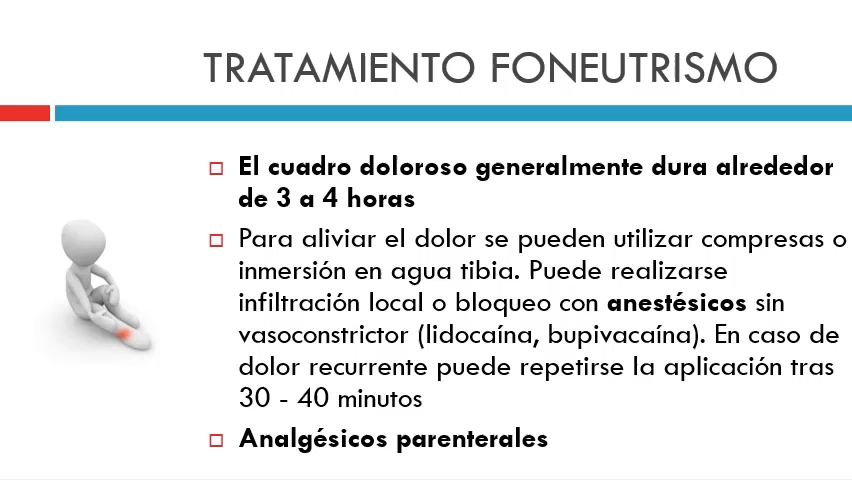 TRATAMIENTO FONEUTRISMO
El cuadro doloroso generalmente dura alrededor
de 3 a 4 horas
Para aliviar el dolor se pueden utilizar compresas o
inmersión en agua tibia. Puede realizarse
infiltración local o bloqueo con anestésicos sin
vasoconstrictor (lidocaína, bupivacaína). En caso de
dolor recurrente puede repetirse la aplicación tras
30 - 40 minutos
Analgésicos parenterales